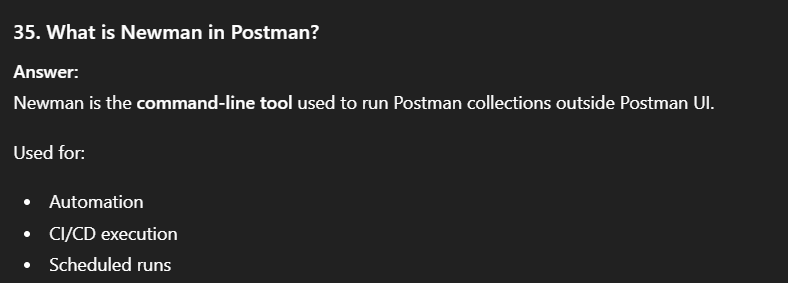 35. What is Newman in Postman?
Answer:
Newman is the command-line tool used to run Postman collections outside Postman UI.
Used for:
• Automation
• CI/CD execution
• Scheduled runs